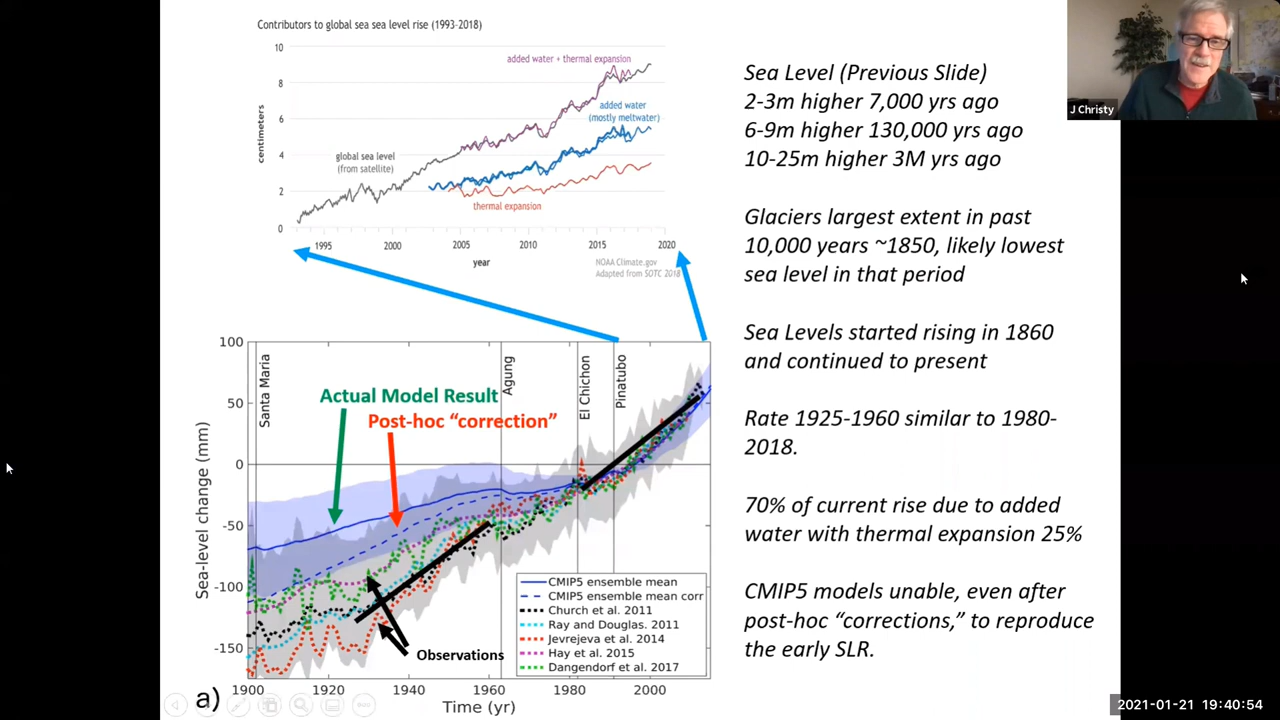 Contributors to global sea sea level rise (1993-2018)
10
8
6
4
2
0
centimeters
added water + thermal expansion
added water
(mostly meltwater)
global sea level
(from satellite)
thermal expansion
1995
2000
2005
2010
2015
2020
year
NOAA Climate.gov
Adapted from SOTC 2018
100
50
0
-50
-100
-150
Sea-level change (mm)
Santa Maria
Agung
El Chichon
Pinatubo
Actual Model Result
Post-hoc “correction”
Observations
CMIP5 ensemble mean
CMIP5 ensemble mean corr
Church et al. 2011
Ray and Douglas. 2011
Jevrejeva et al. 2014
Hay et al. 2015
Dangendorf et al. 2017
a)
1900
1920
1940
1960
1980
2000
Time (yr)
Sea Level (Previous Slide)
2-3m higher 7,000 yrs ago
6-9m higher 130,000 yrs ago
10-25m higher 3M yrs ago
Glaciers largest extent in past
10,000 years ~1850, likely lowest
sea level in that period
Sea Levels started rising in 1860
and continued to present
Rate 1925-1960 similar to 1980-
2018.
70% of current rise due to added
water with thermal expansion 25%
CMIP5 models unable, even after
post-hoc “corrections,” to reproduce
the early SLR.
J Christy
2021-01-21 19:40:54